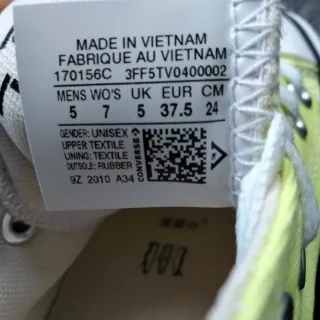 MADE IN VIETNAM
FABRIQUE AU VIETNAM
170156C 3FF5TV0400002
MENS WO'S UK EUR CM
5 7 5 37.5 24
GENDER: UNISEX
UPPER:TEXTILE
LINING: TEXTILE
OUTSOLE: RUBBER
9Z 2010 A34
CONVERSE